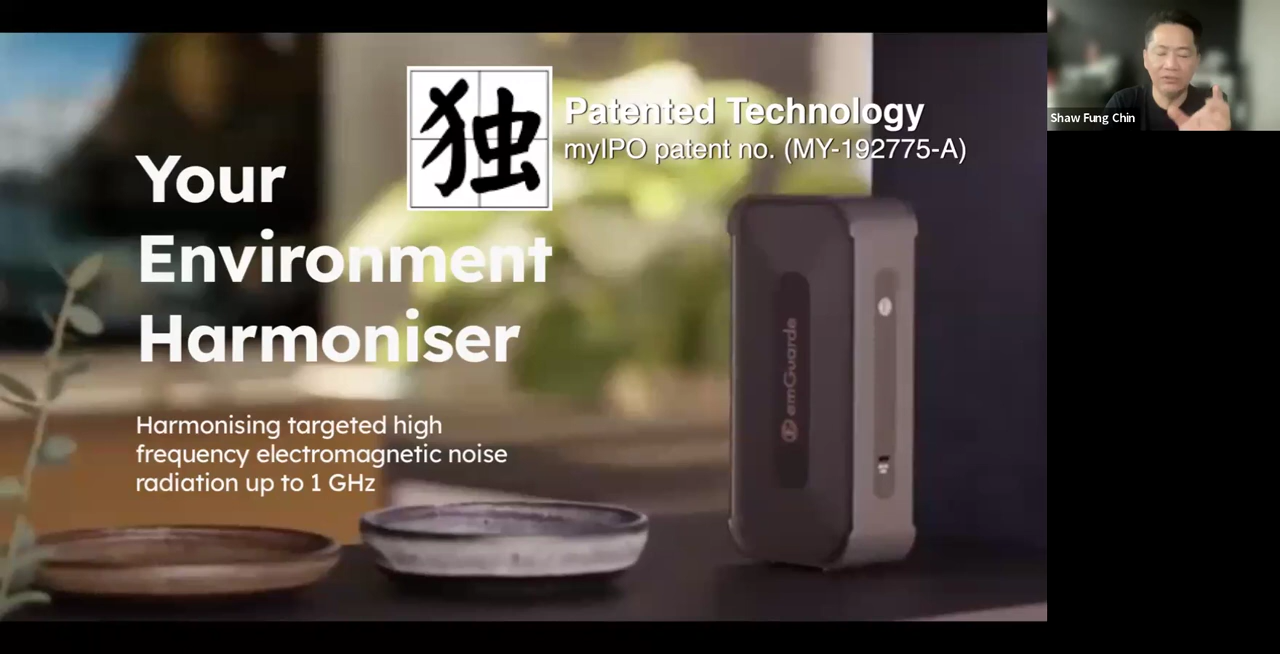 独
Patented Technology
myIPO patent no. (MY-192775-A)
Your
Environment
Harmoniser
Harmonising targeted high
frequency electromagnetic noise
radiation up to 1 GHz
emGuarde
Shaw Fung Chin